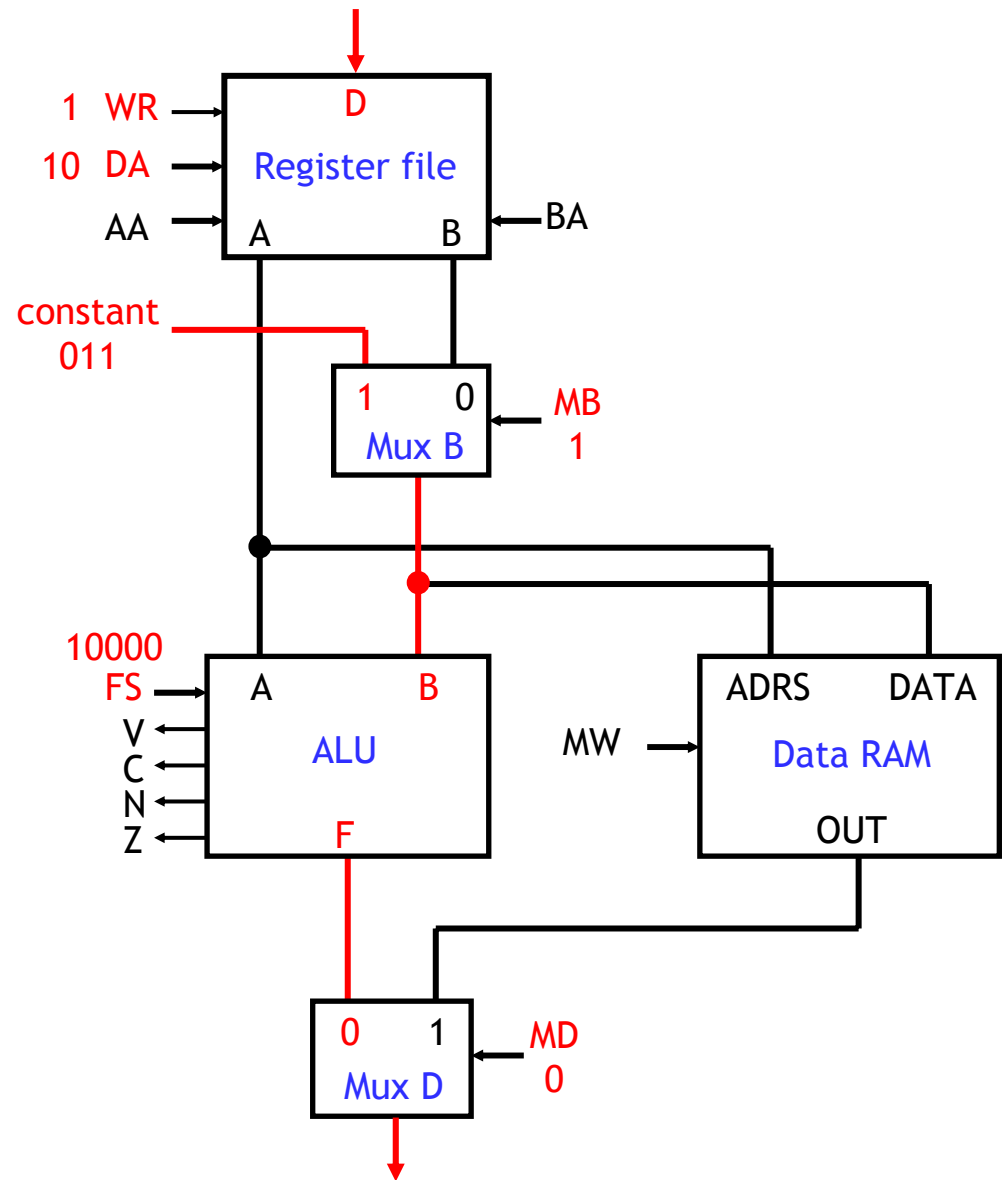 D
1 WR
10 DA
Register file
AA
BA
A B
constant
011
1 0
MB
Mux B
1
10000
FS
A B
ADRS DATA
V
C
N
Z
ALU
MW
Data RAM
F
OUT
0 1
MD
Mux D
0